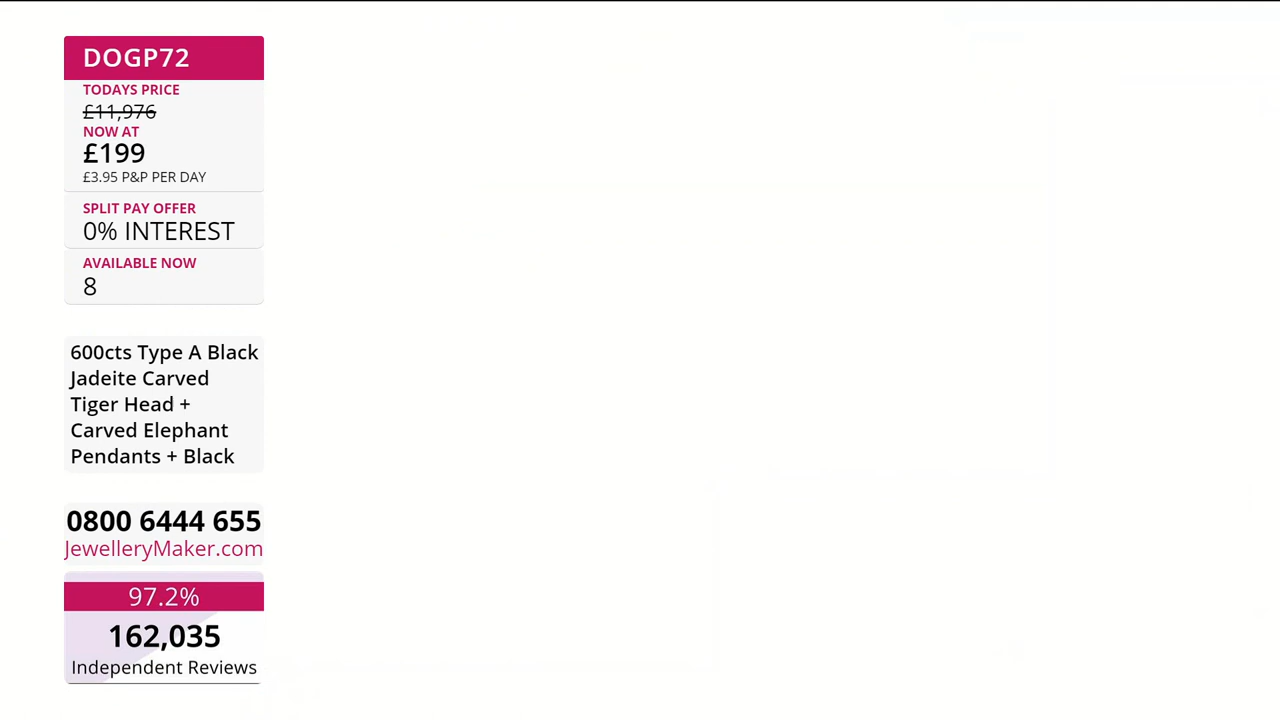 DOGP72
TODAYS PRICE
£11,976
NOW AT
£199
£3.95 P&P PER DAY
SPLIT PAY OFFER
0% INTEREST
AVAILABLE NOW
8
600cts Type A Black
Jadeite Carved
Tiger Head +
Carved Elephant
Pendants + Black
0800 6444 655
JewelleryMaker.com
97.2%
162,035
Independent Reviews